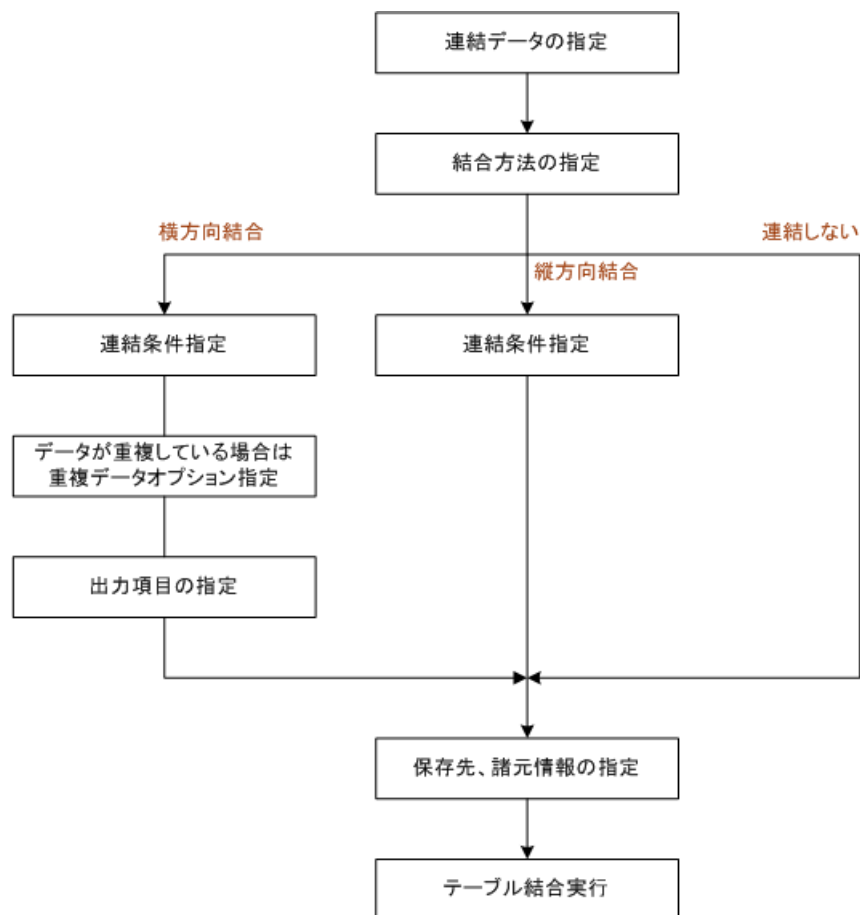 連結データの指定
結合方法の指定
横方向結合
連結しない
縦方向結合
連結条件指定
連結条件指定
データが重複している場合は
重複データオプション指定
出力項目の指定
保存先、諸元情報の指定
テーブル結合実行